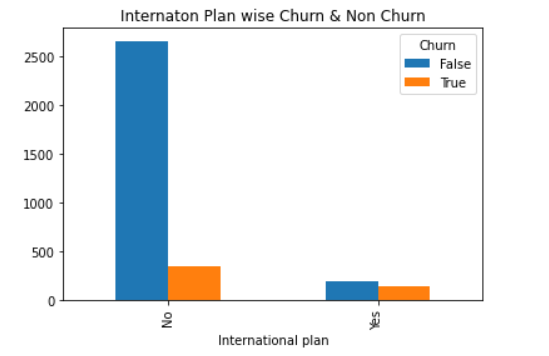 Internaton Plan wise Churn & Non Churn
Churn
False
True
2500
2000
1500
1000
500
0
No
Yes
International plan